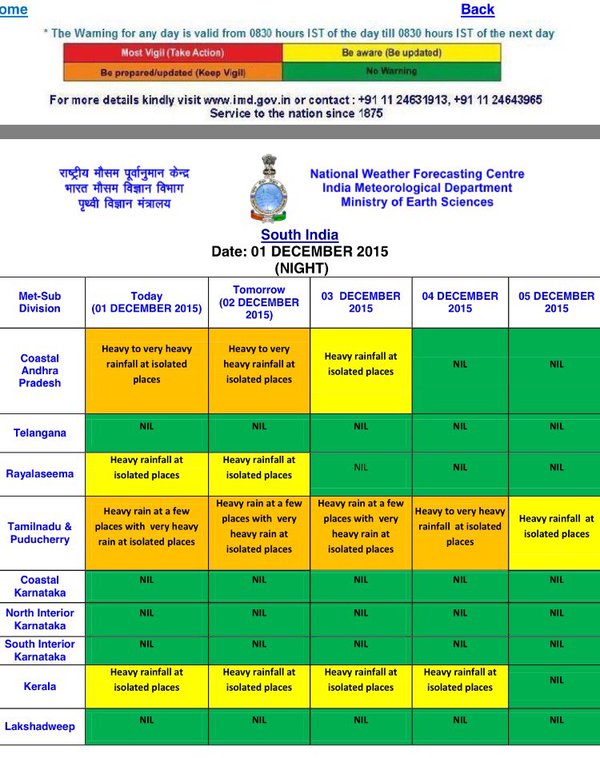 ome Back
* The Warning for any day is valid from 0830 hours IST of the day till 0830 hours IST of the next day
Most Vigil (Take Action) Be aware (Be updated)
Be prepared/updated (Keep Vigil) No Warning
For more details kindly visit www.imd.gov.in or contact : +91 11 24631913, +91 11 24643965
Service to the nation since 1875
राष्ट्रीय मौसम पूर्वानुमान केन्द्र
भारत मौसम विज्ञान विभाग
पृथ्वी विज्ञान मंत्रालय
National Weather Forecasting Centre
India Meteorological Department
Ministry of Earth Sciences
South India
Date: 01 DECEMBER 2015
(NIGHT)
Met-Sub
Division
Today
(01 DECEMBER 2015)
Tomorrow
(02 DECEMBER
2015)
03 DECEMBER
2015
04 DECEMBER
2015
05 DECEMBER
2015
Coastal
Andhra
Pradesh
Heavy to very heavy
rainfall at isolated
places
Heavy to very
heavy rainfall at
isolated places
Heavy rainfall at
isolated places
NIL
NIL
Telangana
NIL
NIL
NIL
NIL
NIL
Rayalaseema
Heavy rainfall at
isolated places
Heavy rainfall at
isolated places
NIL
NIL
NIL
Tamilnadu &
Puducherry
Heavy rain at a few
places with very heavy
rain at isolated places
Heavy rain at a few
places with very
heavy rain at
isolated places
Heavy rain at a few
places with very
heavy rain at
isolated places
Heavy to very heavy
rainfall at isolated
places
Heavy rainfall at
isolated places
Coastal
Karnataka
NIL
NIL
NIL
NIL
NIL
North Interior
Karnataka
NIL
NIL
NIL
NIL
NIL
South Interior
Karnataka
NIL
NIL
NIL
NIL
NIL
Kerala
Heavy rainfall at
isolated places
Heavy rainfall at
isolated places
Heavy rainfall at
isolated places
Heavy rainfall at
isolated places
NIL
Lakshadweep
NIL
NIL
NIL
NIL
NIL